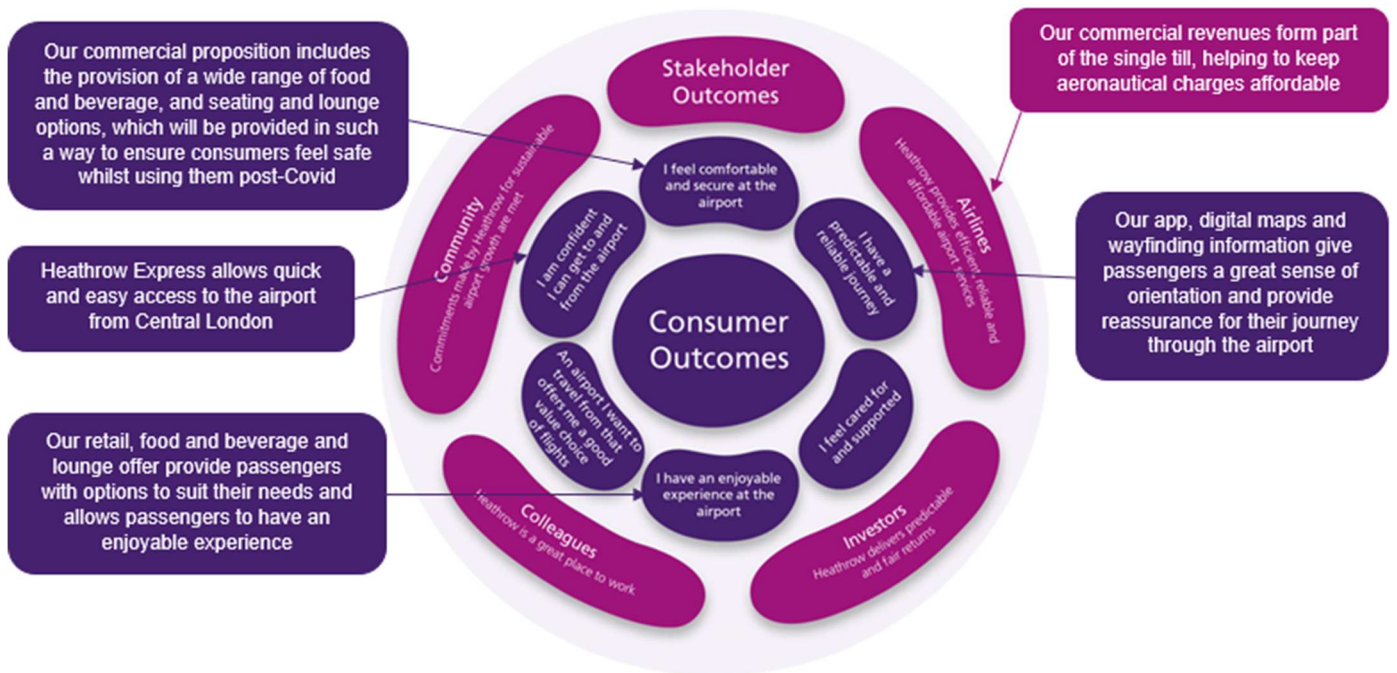 Our commercial proposition includes
the provision of a wide range of food
and beverage, and seating and lounge
options, which will be provided in such
a way to ensure consumers feel safe
whilst using them post-Covid
Heathrow Express allows quick
and easy access to the airport
from Central London
Our retail, food and beverage and
lounge offer provide passengers
with options to suit their needs and
allows passengers to have an
enjoyable experience
Stakeholder
Outcomes
Community
Commitments made by Heathrow for sustainable
airport growth are met
Airlines
Heathrow provides efficient reliable and
affordable airport services
Colleagues
Heathrow is a great place to work
Investors
Heathrow delivers predictable
and fair returns
I feel comfortable
and secure at the
airport
I have a
predictable and
reliable journey
I feel cared for
and supported
I have an enjoyable
experience at the
airport
An airport I want to
travel from that
offers me a good
value choice
of flights
I am confident
I can get to and
from the airport
Consumer
Outcomes
Our commercial revenues form part
of the single till, helping to keep
aeronautical charges affordable
Our app, digital maps and
wayfinding information give
passengers a great sense of
orientation and provide
reassurance for their journey
through the airport